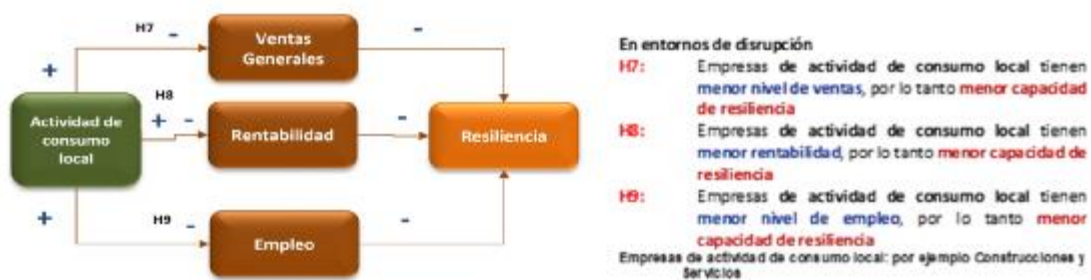 H7
-
-
+
Ventas
Generales
H8
+
-
-
Actividad de
consumo
local
Rentabilidad
Resiliencia
+
H9
-
-
Empleo
En entornos de disrupción
H7: Empresas de actividad de consumo local tienen
menor nivel de ventas, por lo tanto menor capacidad
de resiliencia
H8: Empresas de actividad de consumo local tienen
menor rentabilidad, por lo tanto menor capacidad de
resiliencia
H9: Empresas de actividad de consumo local tienen
menor nivel de empleo, por lo tanto menor
capacidad de resiliencia
Empresas de actividad de consumo local: por ejemplo Construcciones y
Servicios